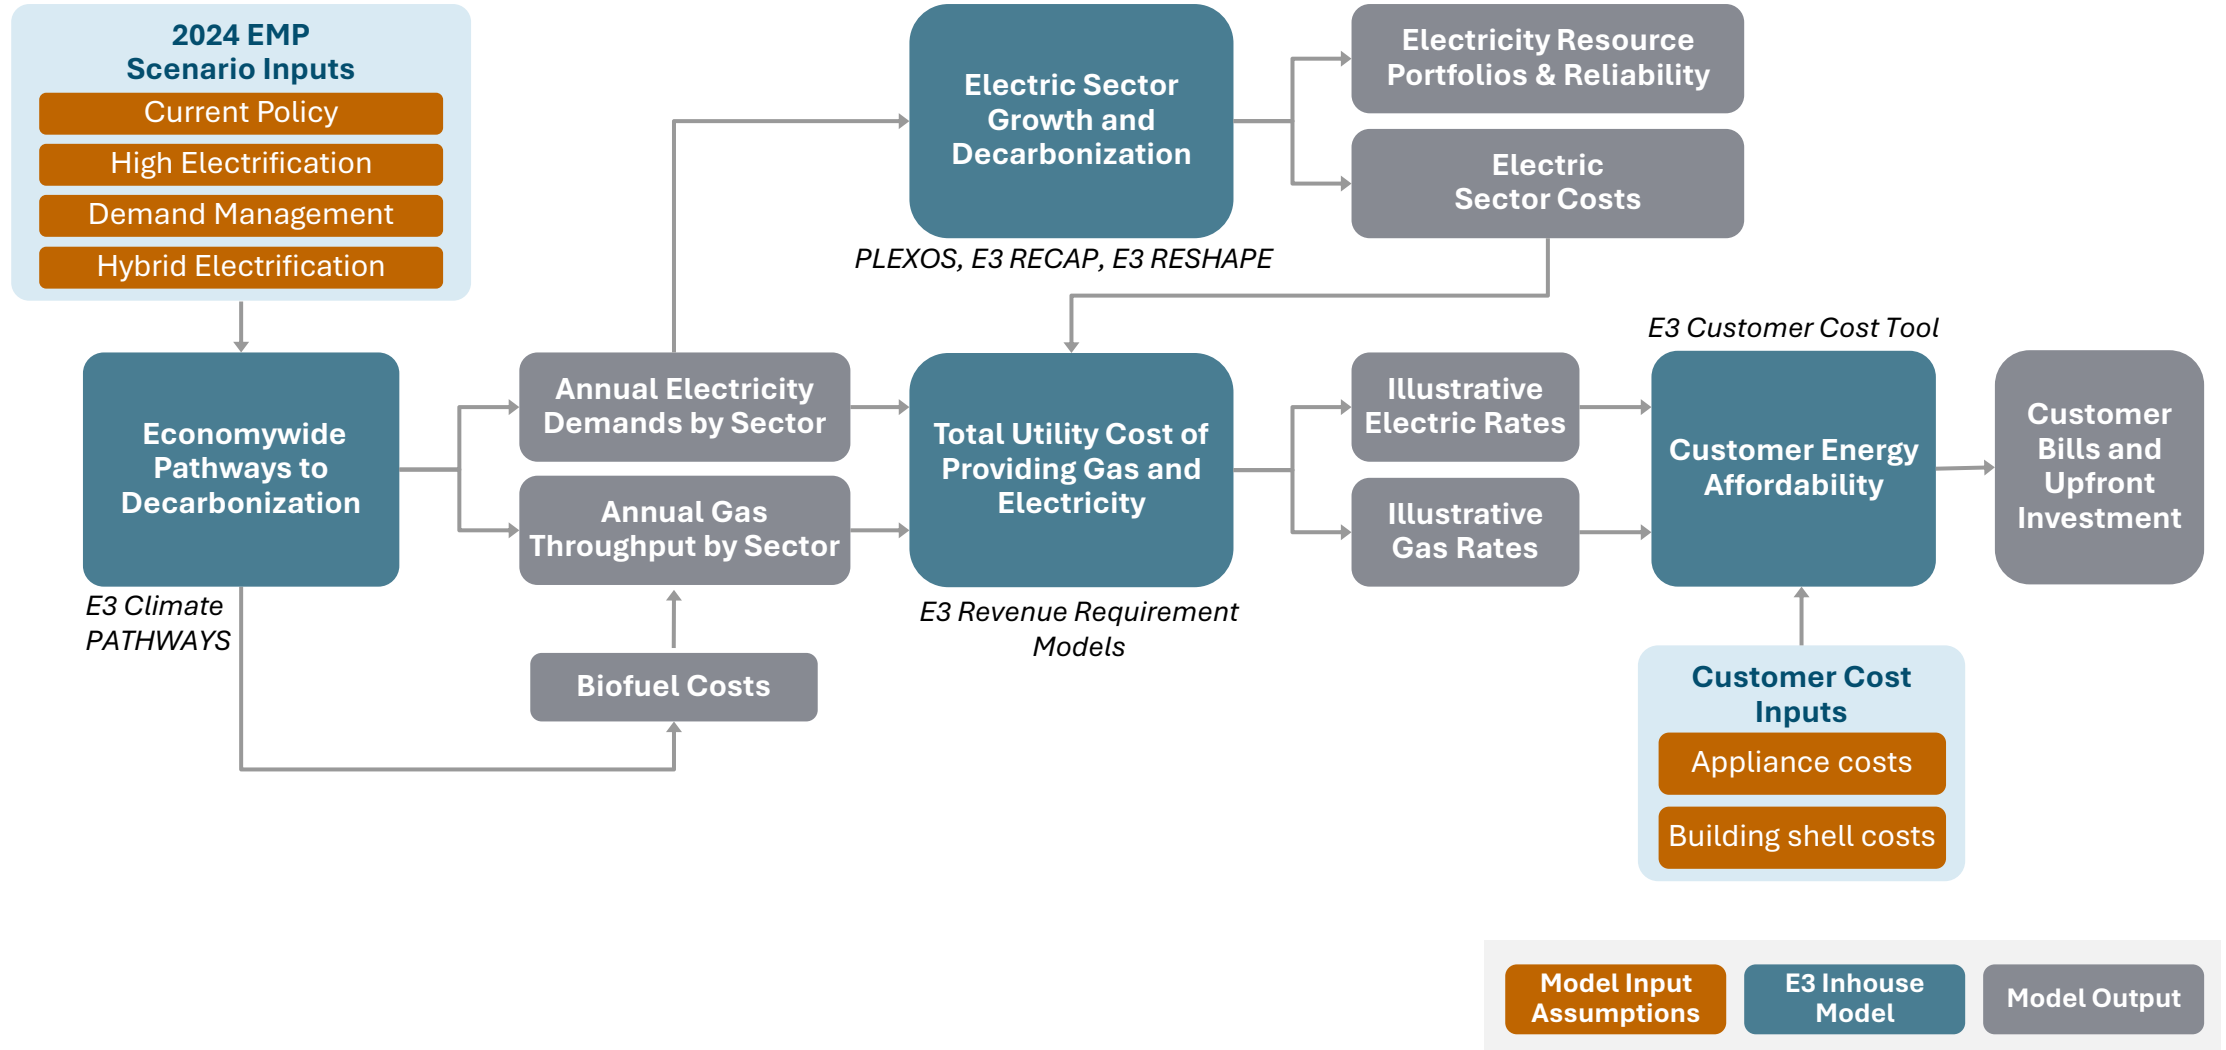 2024 EMP
Scenario Inputs
Current Policy
High Electrification
Demand Management
Hybrid Electrification
Electric Sector
Growth and
Decarbonization
PLEXOS, E3 RECAP, E3 RESHAPE
Electricity Resource
Portfolios & Reliability
Electric
Sector Costs
Economywide
Pathways to
Decarbonization
E3 Climate
PATHWAYS
Annual Electricity
Demands by Sector
Annual Gas
Throughput by Sector
Biofuel Costs
Total Utility Cost of
Providing Gas and
Electricity
E3 Revenue Requirement
Models
Illustrative
Electric Rates
Illustrative
Gas Rates
E3 Customer Cost Tool
Customer Energy
Affordability
Customer
Bills and
Upfront
Investment
Customer Cost
Inputs
Appliance costs
Building shell costs
Model Input
Assumptions
E3 Inhouse
Model
Model Output